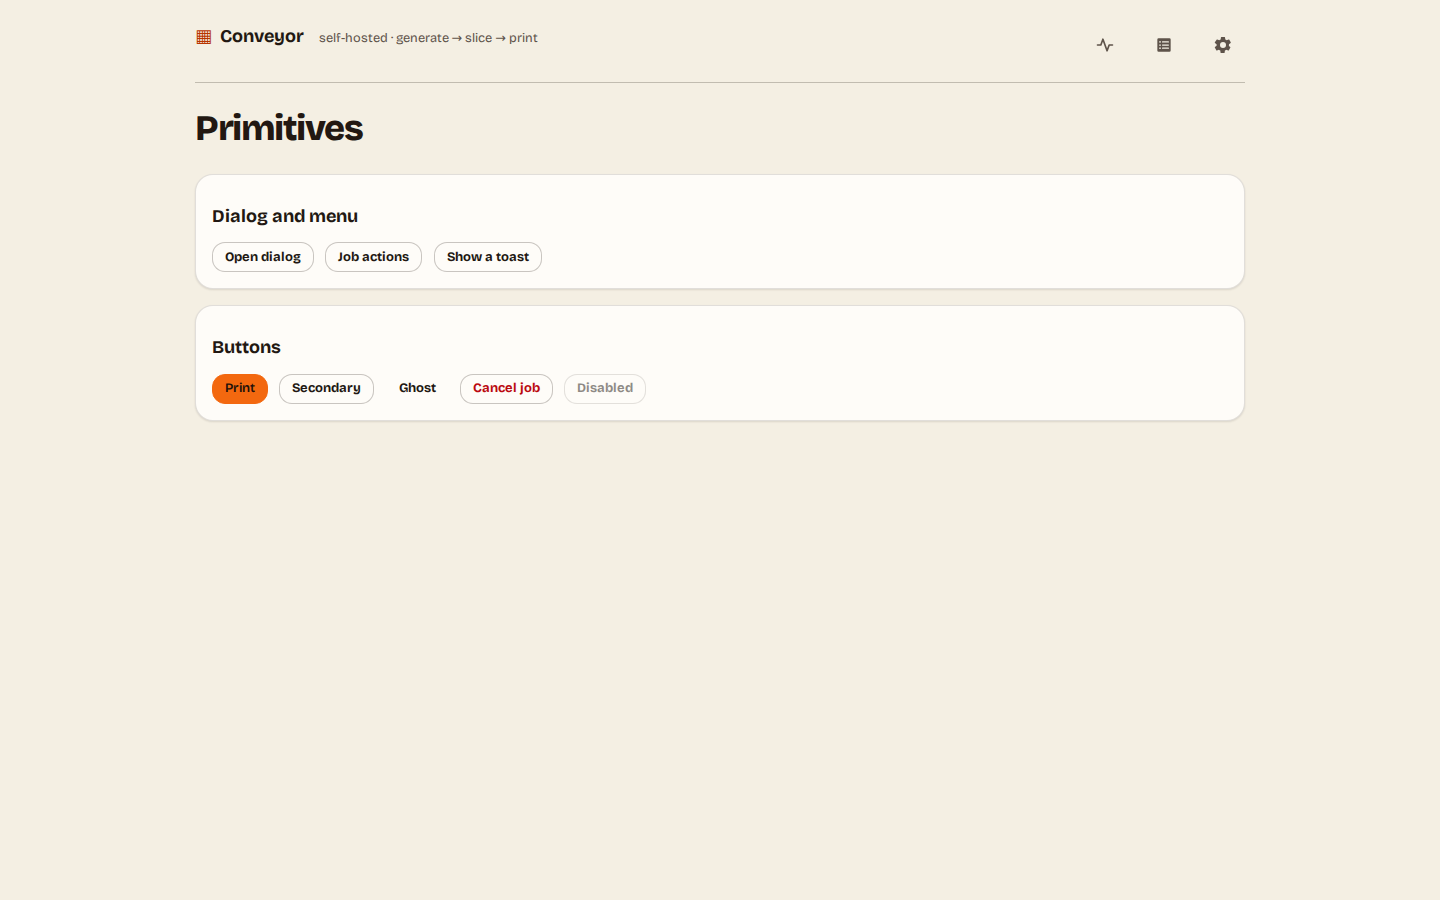 Conveyor self-hosted · generate → slice → print
Primitives
Dialog and menu
Open dialog Job actions Show a toast
Buttons
Print Secondary Ghost Cancel job Disabled